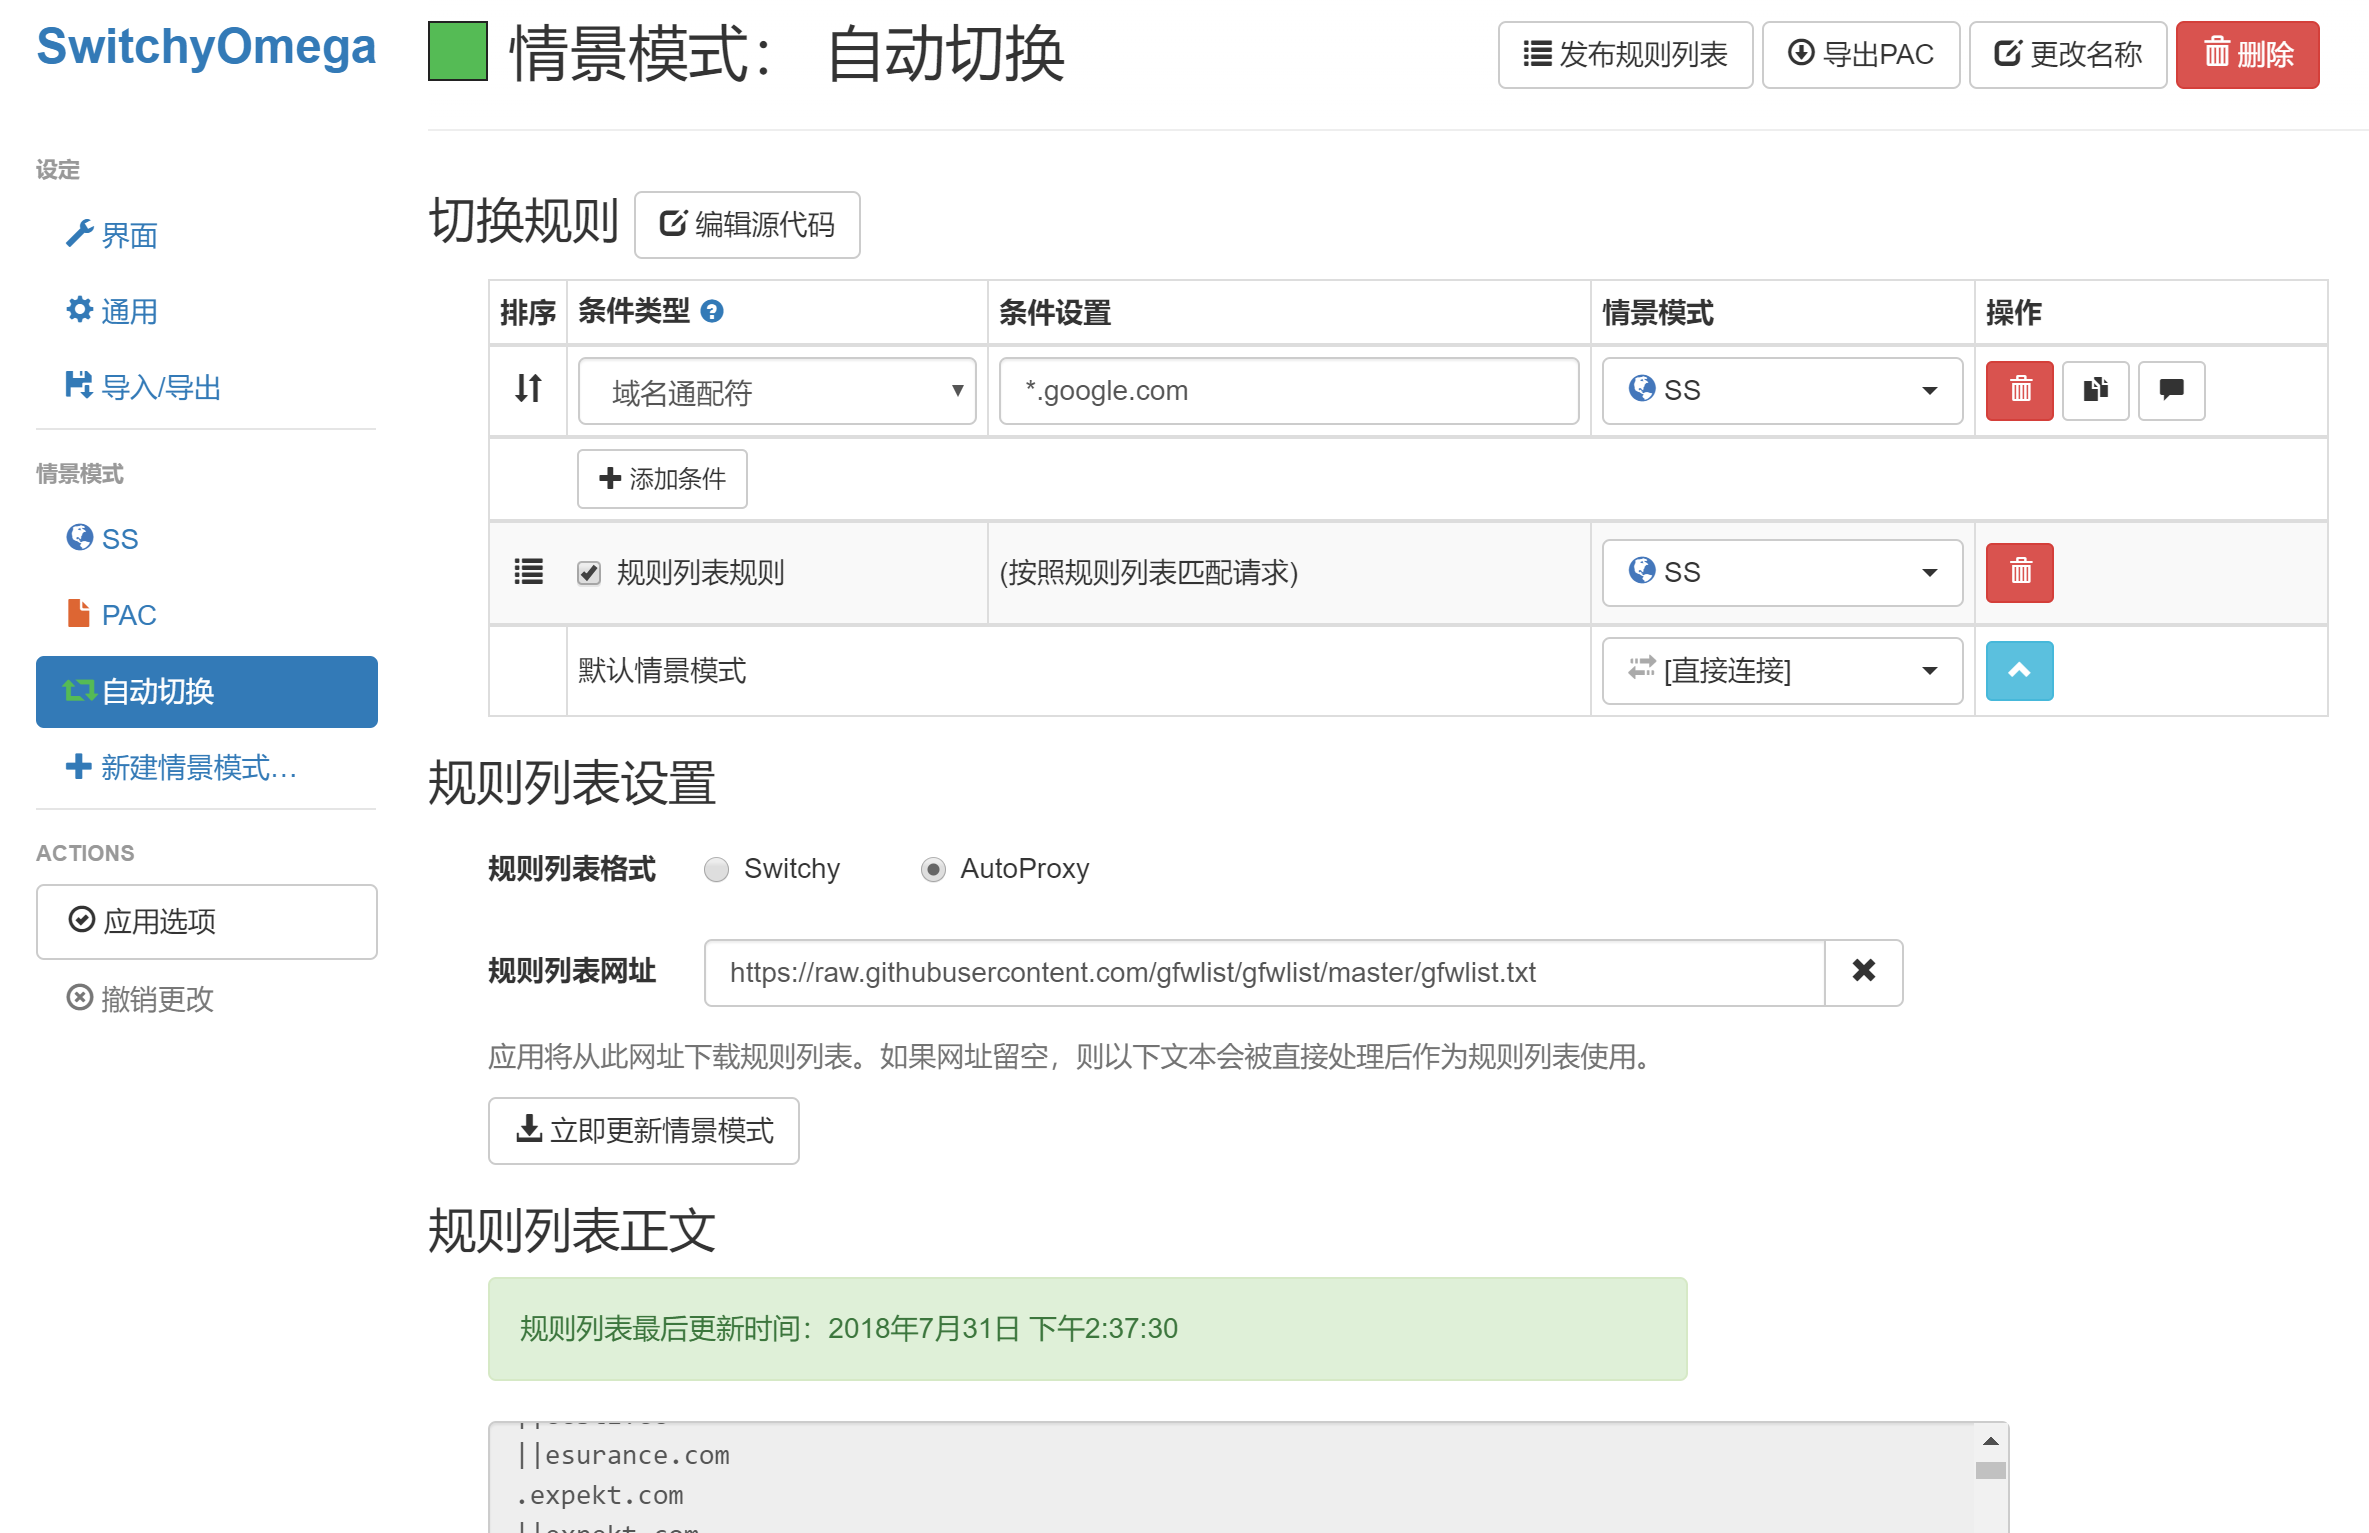 SwitchyOmega
情景模式： 自动切换
发布规则列表
导出PAC
更改名称
删除
设定
界面
通用
导入/导出
情景模式
SS
PAC
自动切换
新建情景模式…
ACTIONS
应用选项
撤销更改
切换规则
编辑源代码
排序 条件类型 条件设置 情景模式 操作
域名通配符 *.google.com SS
添加条件
规则列表规则 (按照规则列表匹配请求) SS
默认情景模式 [直接连接]
规则列表设置
规则列表格式 Switchy AutoProxy
规则列表网址 https://raw.githubusercontent.com/gfwlist/gfwlist/master/gfwlist.txt
应用将从此网址下载规则列表。如果网址留空，则以下文本会被直接处理后作为规则列表使用。
立即更新情景模式
规则列表正文
规则列表最后更新时间：2018年7月31日 下午2:37:30
||esurance.com
.expekt.com
||expekt.com